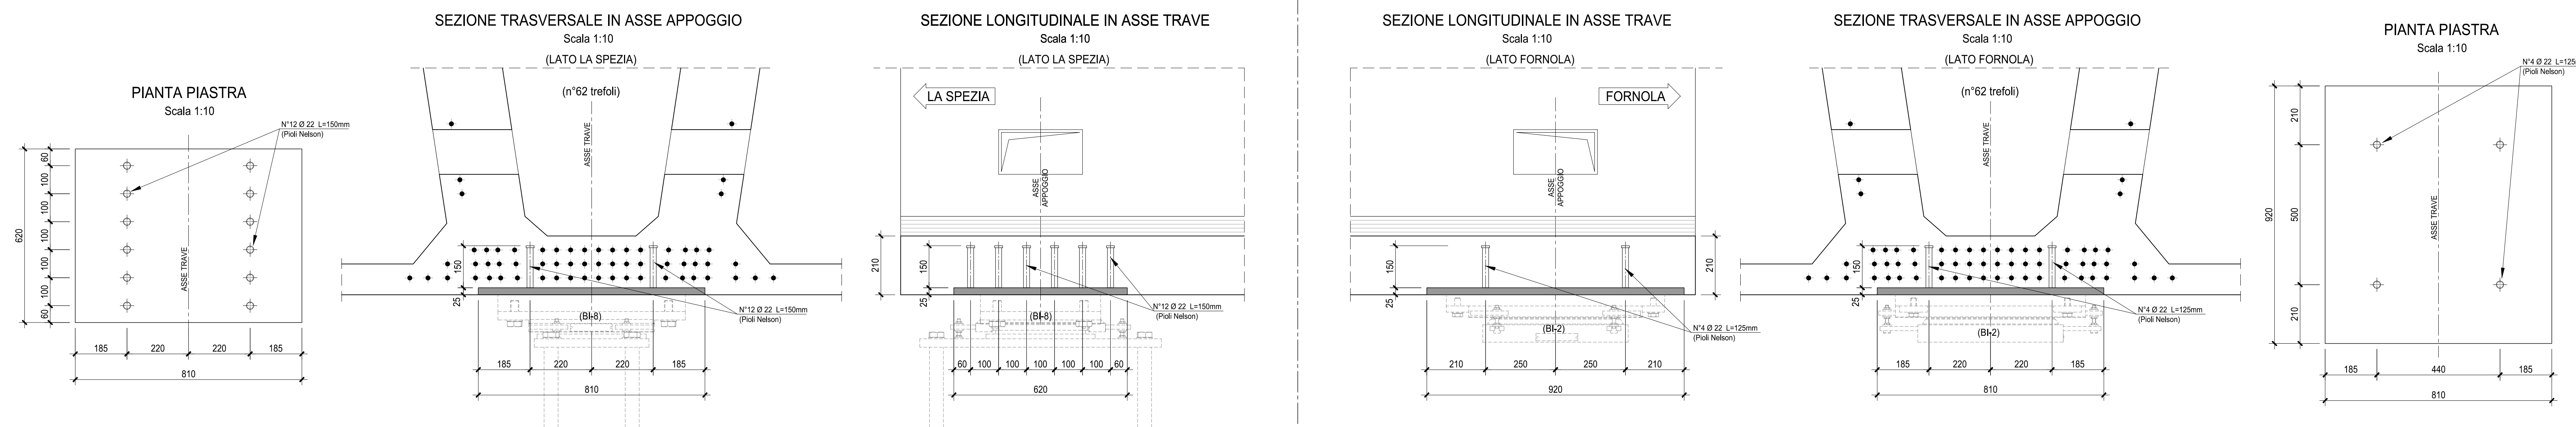 PIANTA PIASTRA
Scala 1:10
N°12 Ø 22 L=150mm
(Pioli Nelson)
ASSE TRAVE
60
100
100
100
100
100
60
620
185
220
220
185
810
SEZIONE TRASVERSALE IN ASSE APPOGGIO
Scala 1:10
(LATO LA SPEZIA)
(n°62 trefoli)
ASSE TRAVE
150
25
N°12 Ø 22 L=150mm
(Pioli Nelson)
(BI-8)
185
220
220
185
810
SEZIONE LONGITUDINALE IN ASSE TRAVE
Scala 1:10
(LATO LA SPEZIA)
LA SPEZIA
ASSE
APPOGGIO
210
150
25
N°12 Ø 22 L=150mm
(Pioli Nelson)
(BI-8)
60
100
100
100
100
100
60
620
SEZIONE LONGITUDINALE IN ASSE TRAVE
Scala 1:10
(LATO FORNOLA)
FORNOLA
ASSE
APPOGGIO
210
150
25
210
N°4 Ø 22 L=125mm
(Pioli Nelson)
(BI-2)
210
250
250
210
920
SEZIONE TRASVERSALE IN ASSE APPOGGIO
Scala 1:10
(LATO FORNOLA)
(n°62 trefoli)
ASSE TRAVE
150
25
N°4 Ø 22 L=125mm
(Pioli Nelson)
(BI-2)
185
220
220
185
810
PIANTA PIASTRA
Scala 1:10
N°4 Ø 22 L=125
(Pioli Nelson)
ASSE TRAVE
210
500
210
920
185
440
185
810